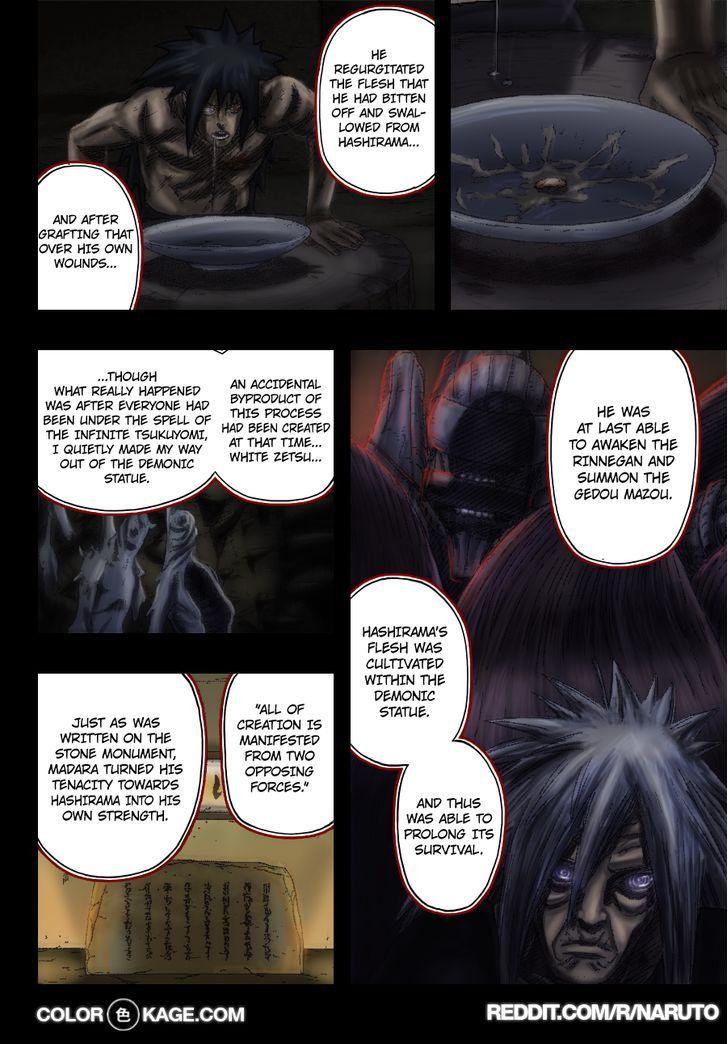 HE
REGURGITATED
THE FLESH THAT
HE HAD BITTEN
OFF AND SWAL-
LOWED FROM
HASHIRAMA...
AND AFTER
GRAFTING THAT
OVER HIS OWN
WOUNDS...
HE WAS
AT LAST ABLE
TO AWAKEN THE
RINNEGAN AND
SUMMON THE
GEDOU MAZOU.
HASHIRAMA'S
FLESH WAS
CULTIVATED
WITHIN THE
DEMONIC
STATUE.
AND THUS
WAS ABLE TO
PROLONG ITS
SURVIVAL.
AN ACCIDENTAL
BYPRODUCT OF
THIS PROCESS
HAD BEEN CREATED
AT THAT TIME...
WHITE ZETSU...
...THOUGH
WHAT REALLY HAPPENED
WAS AFTER EVERYONE HAD
BEEN UNDER THE SPELL OF
THE INFINITE TSUKUYOMI,
I QUIETLY MADE MY WAY
OUT OF THE DEMONIC
STATUE.
"ALL OF
CREATION IS
MANIFESTED
FROM TWO
OPPOSING
FORCES."
JUST AS WAS
WRITTEN ON THE
STONE MONUMENT,
MADARA TURNED HIS
TENACITY TOWARDS
HASHIRAMA INTO HIS
OWN STRENGTH.
COLOR 色 KAGE.COM
REDDIT.COM/R/NARUTO